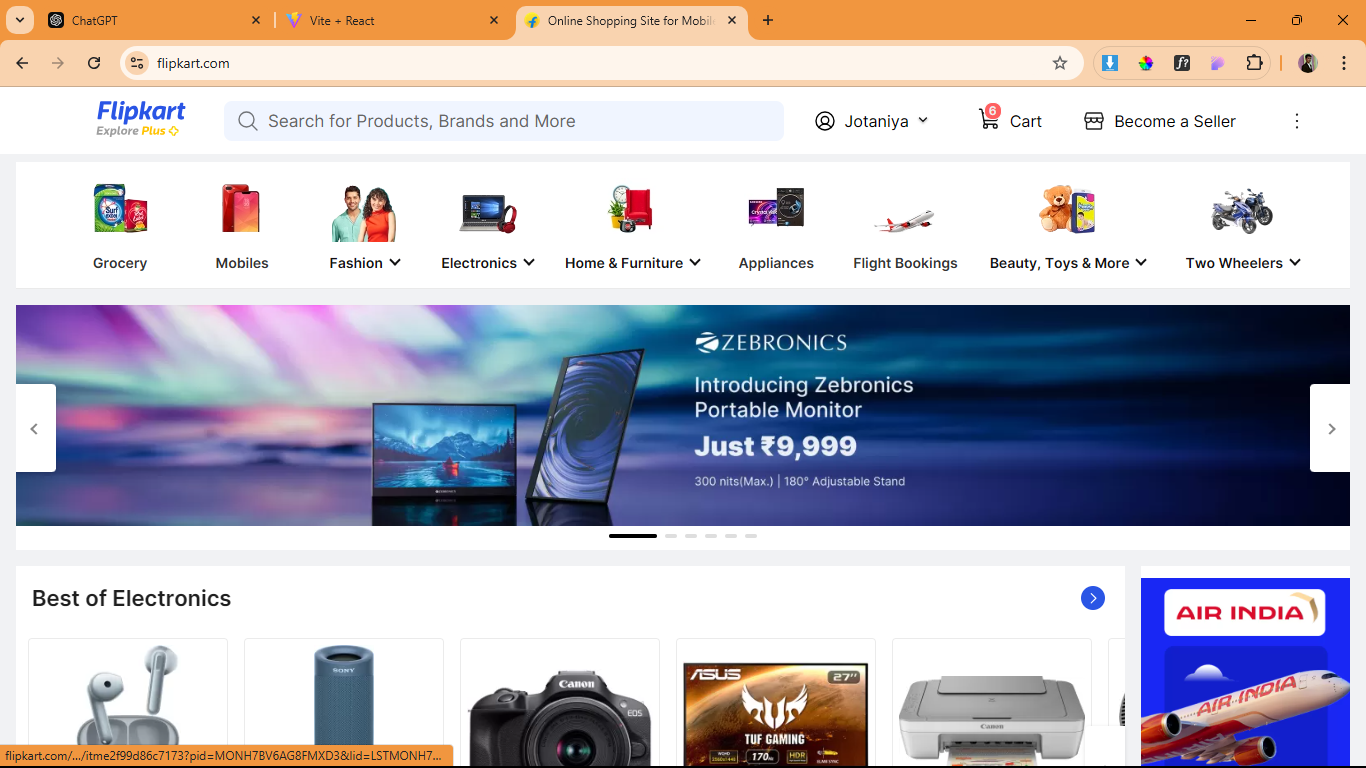 ChatGPT
Vite + React
Online Shopping Site for Mobil
flipkart.com
Flipkart
Explore Plus
Search for Products, Brands and More
Jotaniya
6
Cart
Become a Seller
Surf excel
Grocery
Mobiles
Fashion
Electronics
Home & Furniture
Appliances
Flight Bookings
Beauty, Toys & More
Two Wheelers
ZEBRONICS
Introducing Zebronics
Portable Monitor
Just ₹9,999
300 nits(Max.) | 180° Adjustable Stand
Best of Electronics
SONY
Canon
EOS
ASUS
27"
TUF GAMING
170Hz
HDR
Canon
AIR INDIA
AIR INDIA
flipkart.com/.../itme2f99d86c7173?pid=MONH7BV6AG8FMXD3&lid=LSTMONH7...